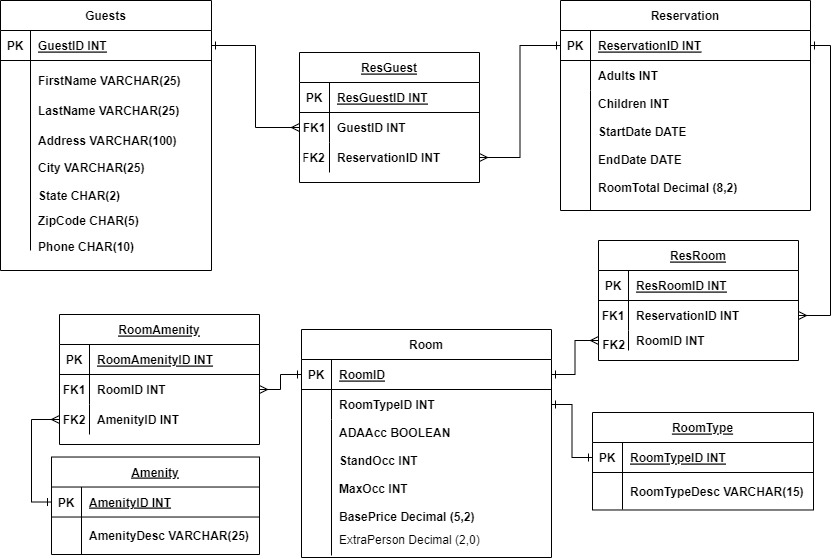 Guests
PK GuestID INT
FirstName VARCHAR(25)
LastName VARCHAR(25)
Address VARCHAR(100)
City VARCHAR(25)
State CHAR(2)
ZipCode CHAR(5)
Phone CHAR(10)
ResGuest
PK ResGuestID INT
FK1 GuestID INT
FK2 ReservationID INT
Reservation
PK ReservationID INT
Adults INT
Children INT
StartDate DATE
EndDate DATE
RoomTotal Decimal (8,2)
ResRoom
PK ResRoomID INT
FK1 ReservationID INT
FK2 RoomID INT
RoomAmenity
PK RoomAmenityID INT
FK1 RoomID INT
FK2 AmenityID INT
Room
PK RoomID
RoomTypeID INT
ADAAcc BOOLEAN
StandOcc INT
MaxOcc INT
BasePrice Decimal (5,2)
ExtraPerson Decimal (2,0)
RoomType
PK RoomTypeID INT
RoomTypeDesc VARCHAR(15)
Amenity
PK AmenityID INT
AmenityDesc VARCHAR(25)